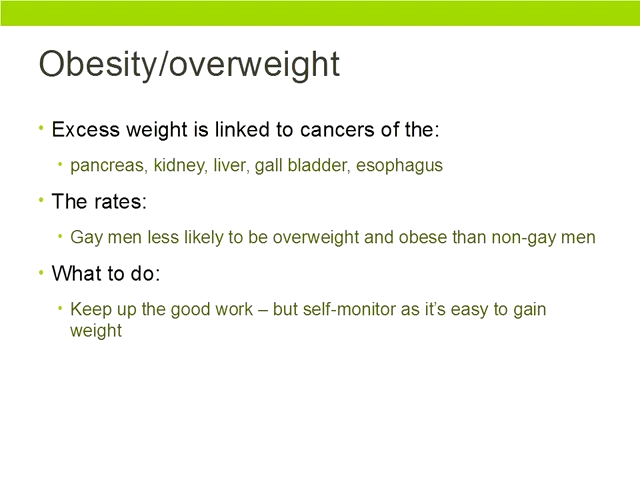 Obesity/overweight
• Excess weight is linked to cancers of the:
• pancreas, kidney, liver, gall bladder, esophagus
• The rates:
• Gay men less likely to be overweight and obese than non-gay men
• What to do:
• Keep up the good work – but self-monitor as it’s easy to gain
weight